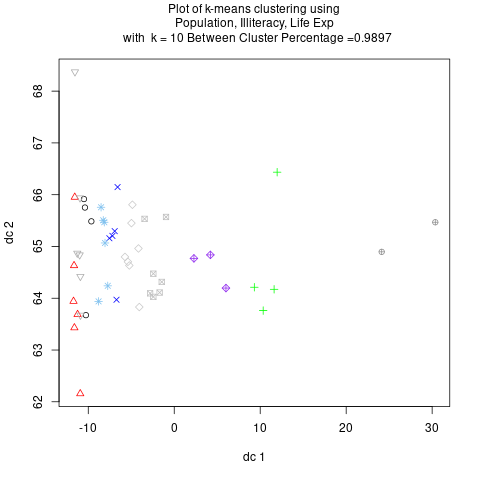 Plot of k-means clustering using
Population, Illiteracy, Life Exp
with k = 10 Between Cluster Percentage =0.9897
68
67
66
65
64
63
62
dc 2
-10 0 10 20 30
dc 1